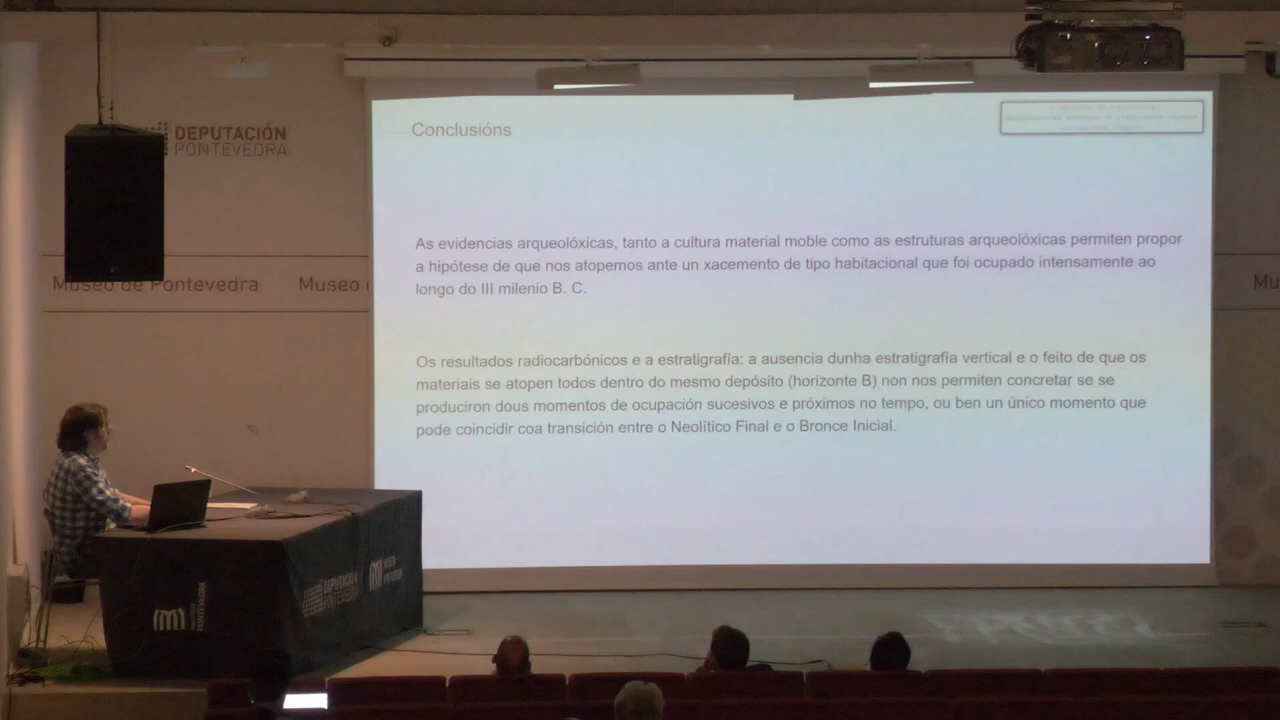 DEPUTACIÓN
PONTEVEDRA
Museo de Pontevedra
Museo
Mu
Conclusións
As evidencias arqueolóxicas, tanto a cultura material moble como as estruturas arqueolóxicas permiten propor
a hipótese de que nos atopemos ante un xacemento de tipo habitacional que foi ocupado intensamente ao
longo do III milenio B. C.
Os resultados radiocarbónicos e a estratigrafía: a ausencia dunha estratigrafía vertical e o feito de que os
materiais se atopen todos dentro do mesmo depósito (horizonte B) non nos permiten concretar se se
produciron dous momentos de ocupación sucesivos e próximos no tempo, ou ben un único momento que
pode coincidir coa transición entre o Neolítico Final e o Bronce Inicial.
DEPUTACIÓN
PONTEVEDRA
PONTEVEDRA